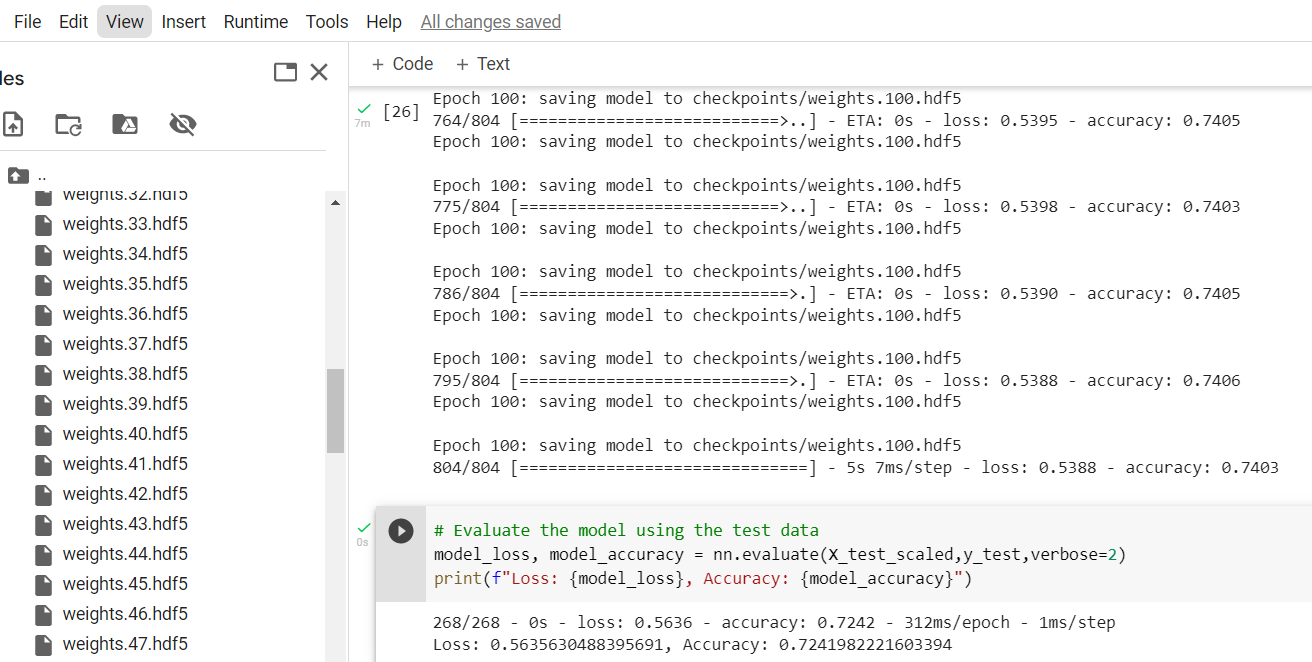 File Edit View Insert Runtime Tools Help All changes saved
les
..
weights.32.hdf5
weights.33.hdf5
weights.34.hdf5
weights.35.hdf5
weights.36.hdf5
weights.37.hdf5
weights.38.hdf5
weights.39.hdf5
weights.40.hdf5
weights.41.hdf5
weights.42.hdf5
weights.43.hdf5
weights.44.hdf5
weights.45.hdf5
weights.46.hdf5
weights.47.hdf5
+ Code + Text
7m
[26]
Epoch 100: saving model to checkpoints/weights.100.hdf5
764/804 [===========================>..] - ETA: 0s - loss: 0.5395 - accuracy: 0.7405
Epoch 100: saving model to checkpoints/weights.100.hdf5
Epoch 100: saving model to checkpoints/weights.100.hdf5
775/804 [===========================>..] - ETA: 0s - loss: 0.5398 - accuracy: 0.7403
Epoch 100: saving model to checkpoints/weights.100.hdf5
Epoch 100: saving model to checkpoints/weights.100.hdf5
786/804 [============================>.] - ETA: 0s - loss: 0.5390 - accuracy: 0.7405
Epoch 100: saving model to checkpoints/weights.100.hdf5
Epoch 100: saving model to checkpoints/weights.100.hdf5
795/804 [============================>.] - ETA: 0s - loss: 0.5388 - accuracy: 0.7406
Epoch 100: saving model to checkpoints/weights.100.hdf5
Epoch 100: saving model to checkpoints/weights.100.hdf5
804/804 [==============================] - 5s 7ms/step - loss: 0.5388 - accuracy: 0.7403
0s
# Evaluate the model using the test data
model_loss, model_accuracy = nn.evaluate(X_test_scaled,y_test,verbose=2)
print(f"Loss: {model_loss}, Accuracy: {model_accuracy}")
268/268 - 0s - loss: 0.5636 - accuracy: 0.7242 - 312ms/epoch - 1ms/step
Loss: 0.5635630488395691, Accuracy: 0.7241982221603394